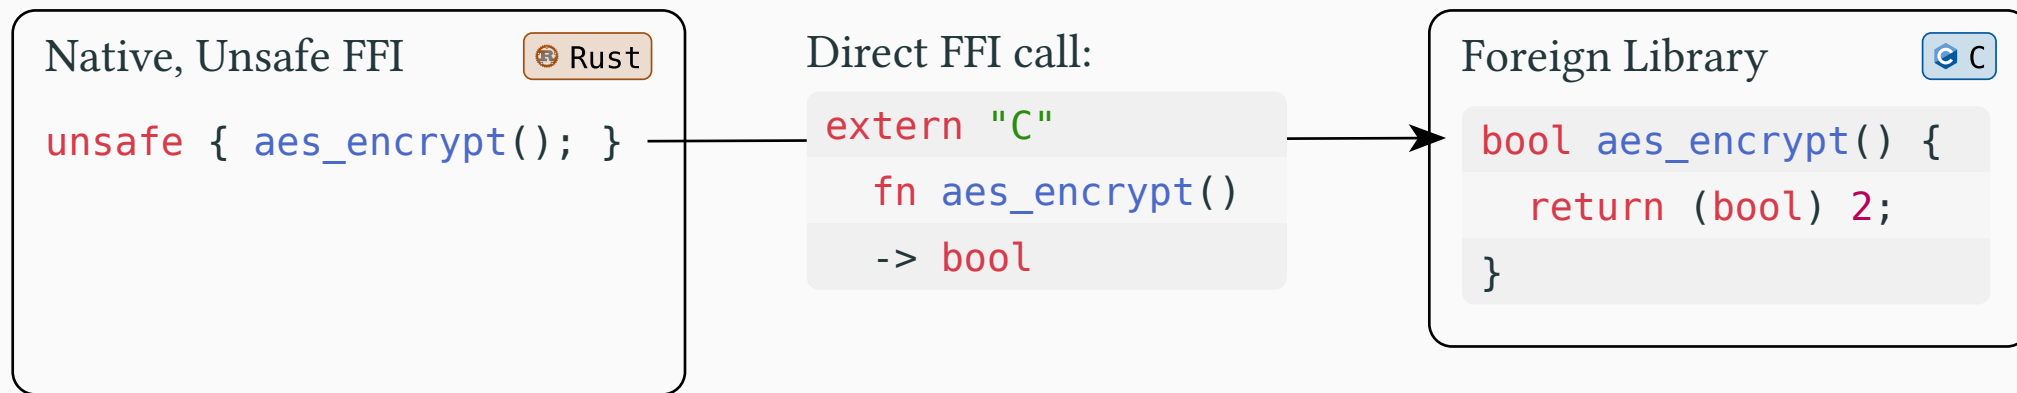 Native, Unsafe FFI
Rust
unsafe { aes_encrypt(); }
Direct FFI call:
extern "C"
fn aes_encrypt()
-> bool
Foreign Library
C
bool aes_encrypt() {
return (bool) 2;
}